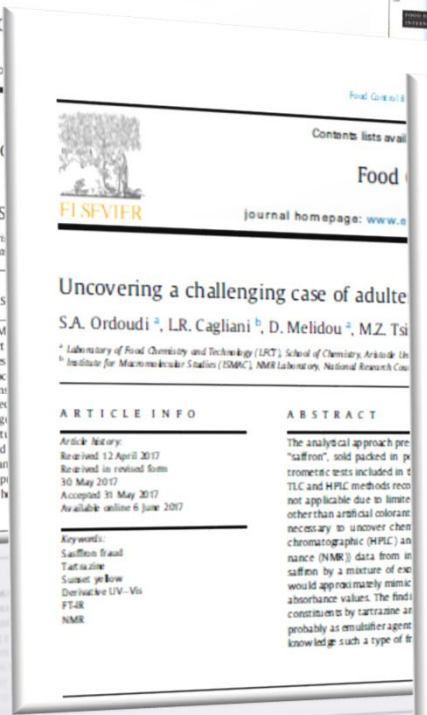 Food Control 8
Contents lists avail
Food
journal homepage: www.e
ELSEVIER
Uncovering a challenging case of adulte
S.A. Ordoudi a, L.R. Cagliani b, D. Melidou a, M.Z. Tsi
a Laboratory of Food Chemistry and Technology (LFCT), School of Chemistry, Aristotle Un
b Institute for Macromolecular Studies (ISMAC), NMR Laboratory, National Research Cou
ARTICLE INFO
Article history:
Received 12 April 2017
Received in revised form
30 May 2017
Accepted 31 May 2017
Available online 6 June 2017
Keywords:
Saffron fraud
Tartrazine
Sunset yellow
Derivative UV–Vis
FT-IR
NMR
ABSTRACT
The analytical approach pre
"saffron", sold packed in po
trometric tests included in t
TLC and HPLC methods reco
not applicable due to limite
other than artificial colorant
necessary to uncover chem
chromatographic (HPLC) an
nance (NMR)) data from in
saffron by a mixture of exo
would approximately mimic
absorbance values. The findi
constituents by tartrazine ar
probably as emulsifier agent
knowledge such a type of fr